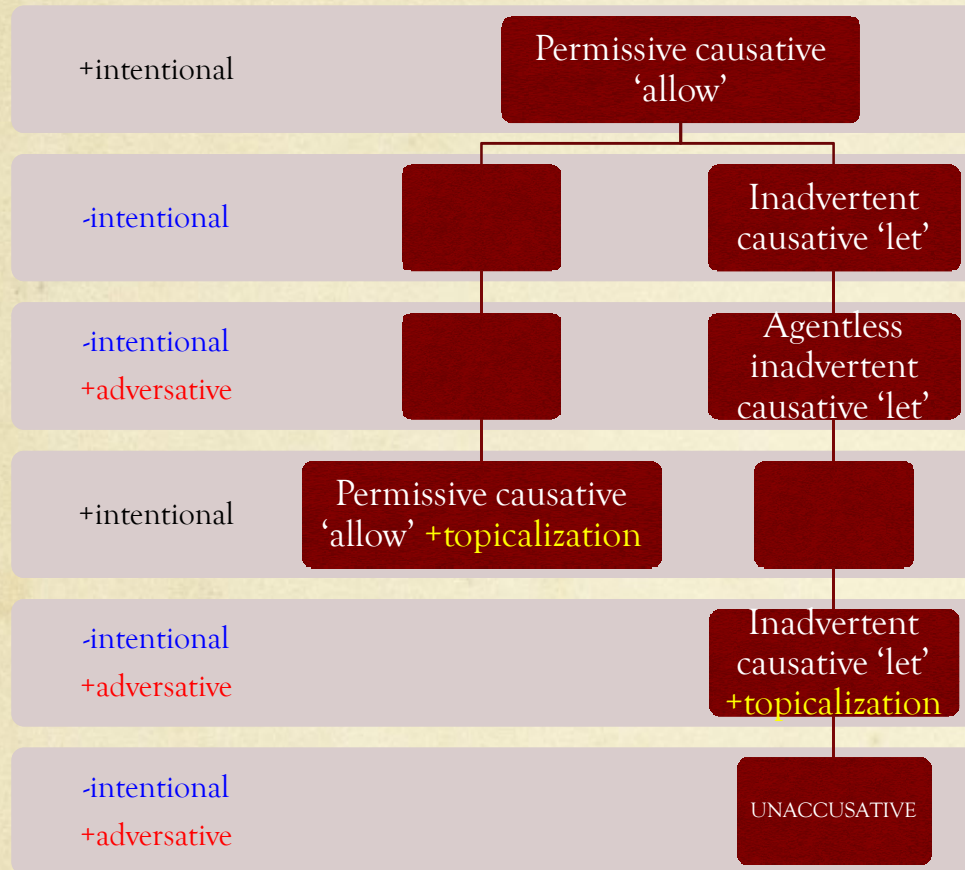 +intentional
Permissive causative
‘allow’
-intentional
Inadvertent
causative ‘let’
-intentional
+adversative
Agentless
inadvertent
causative ‘let’
+intentional
Permissive causative
‘allow’ +topicalization
-intentional
+adversative
Inadvertent
causative ‘let’
+topicalization
-intentional
+adversative
UNACCUSATIVE